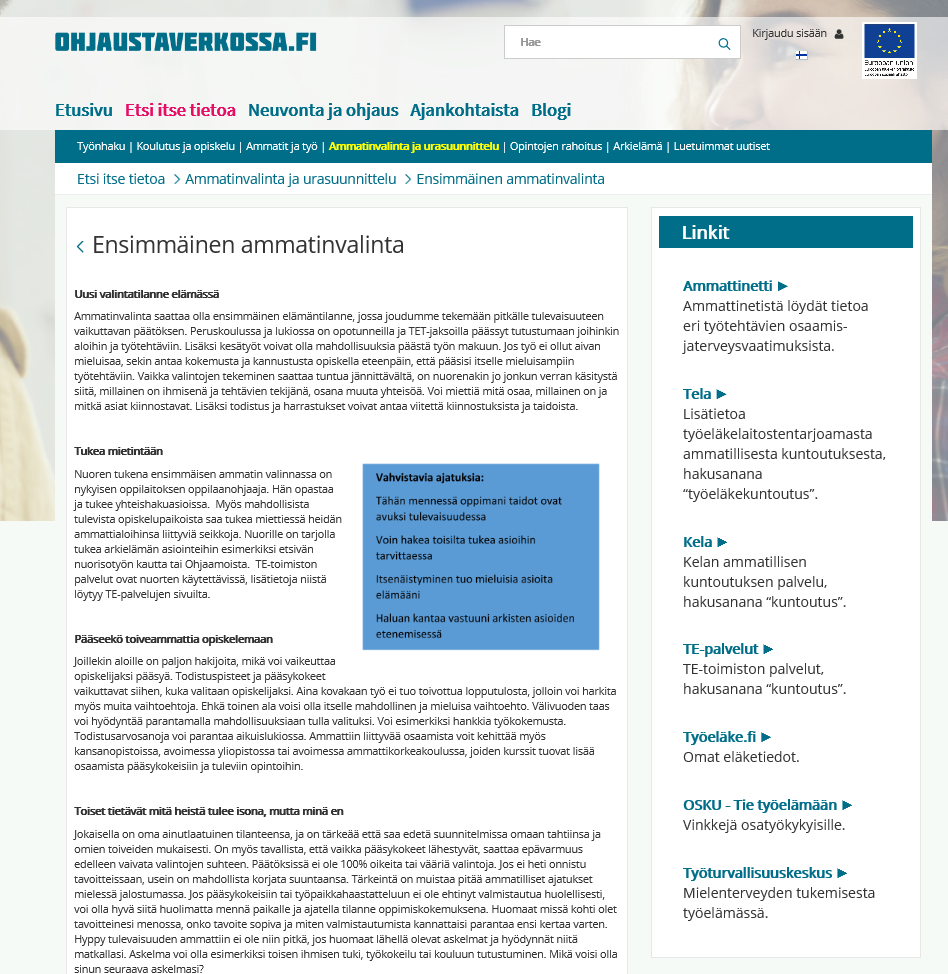 OHJAUSTAVERKOSSA.FI
Hae
Kirjaudu sisään
Euroopan unioni
Etusivu Etsi itse tietoa Neuvonta ja ohjaus Ajankohtaista Blogi
Työnhaku | Koulutus ja opiskelu | Ammatit ja työ | Ammatinvalinta ja urasuunnittelu | Opintojen rahoitus | Arkielämä | Luetuimmat uutiset
Etsi itse tietoa > Ammatinvalinta ja urasuunnittelu > Ensimmäinen ammatinvalinta
Ensimmäinen ammatinvalinta
Uusi valintatilanne elämässä
Ammatinvalinta saattaa olla ensimmäinen elämäntilanne, jossa joudumme tekemään pitkälle tulevaisuuteen
vaikuttavan päätöksen. Peruskoulussa ja lukiossa on opotunneilla ja TET-jaksoilla päässyt tutustumaan joihinkin
aloihin ja työtehtäviin. Lisäksi kesätyöt voivat olla mahdollisuuksia päästä työn makuun. Jos työ ei ollut aivan
mieluisaa, sekin antaa kokemusta ja kannustusta opiskella eteenpäin, että pääsisi itselle mieluisampiin
työtehtäviin. Vaikka valintojen tekeminen saattaa tuntua jännittävältä, on nuorenakin jo jonkun verran käsitystä
siitä, millainen on ihmisenä ja tehtävien tekijänä, osana muuta yhteisöä. Voi miettiä mitä osaa, millainen on ja
mitkä asiat kiinnostavat. Lisäksi todistus ja harrastukset voivat antaa viitettä kiinnostuksista ja taidoista.
Tukea mietintään
Nuoren tukena ensimmäisen ammatin valinnassa on
nykyisen oppilaitoksen oppilaanohjaaja. Hän opastaa
ja tukee yhteishakuasioissa.  Myös mahdollisista
tulevista opiskelupaikoista saa tukea miettiessä heidän
ammattialoihinsa liittyviä seikkoja. Nuorille on tarjolla
tukea arkielämän asiointeihin esimerkiksi etsivän
nuorisotyön kautta tai Ohjaamoista.  TE-toimiston
palvelut ovat nuorten käytettävissä, lisätietoja niistä
löytyy TE-palvelujen sivuilta.
Vahvistavia ajatuksia:
Tähän mennessä oppimani taidot ovat
avuksi tulevaisuudessa
Voin hakea toisilta tukea asioihin
tarvittaessa
Itsenäistyminen tuo mieluisia asioita
elämääni
Haluan kantaa vastuuni arkisten asioiden
etenemisessä
Pääseekö toiveammattia opiskelemaan
Joillekin aloille on paljon hakijoita, mikä voi vaikeuttaa
opiskelijaksi pääsyä. Todistuspisteet ja pääsykokeet
vaikuttavat siihen, kuka valitaan opiskelijaksi. Aina kovakaan työ ei tuo toivottua lopputulosta, jolloin voi harkita
myös muita vaihtoehtoja. Ehkä toinen ala voisi olla itselle mahdollinen ja mieluisa vaihtoehto. Välivuoden taas
voi hyödyntää parantamalla mahdollisuuksiaan tulla valituksi. Voi esimerkiksi hankkia työkokemusta.
Todistusarvosanoja voi parantaa aikuislukiossa. Ammattiin liittyvää osaamista voit kehittää myös
kansanopistoissa, avoimessa yliopistossa tai avoimessa ammattikorkeakoulussa, joiden kurssit tuovat lisää
osaamista pääsykokeisiin ja tuleviin opintoihin.
Toiset tietävät mitä heistä tulee isona, mutta minä en
Jokaisella on oma ainutlaatuinen tilanteensa, ja on tärkeää että saa edetä suunnitelmissa omaan tahtiinsa ja
omien toiveiden mukaisesti. On myös tavallista, että vaikka pääsykokeet lähestyvät, saattaa epävarmuus
edelleen vaivata valintojen suhteen. Päätöksissä ei ole 100% oikeita tai vääriä valintoja. Jos ei heti onnistu
tavoitteissaan, usein on mahdollista korjata suuntaansa. Tärkeintä on muistaa pitää ammatilliset ajatukset
mielessä jalostumassa. Jos pääsykokeisiin tai työpaikkahaastatteluun ei ole ehtinyt valmistautua huolellisesti,
voi olla hyvä siitä huolimatta mennä paikalle ja ajatella tilanne oppimiskokemuksena. Huomaat missä kohti olet
tavoitteinesi menossa, onko tavoite sopiva ja miten valmistautumista kannattaisi parantaa ensi kertaa varten.
Hyppy tulevaisuuden ammattiin ei ole niin pitkä, jos huomaat lähellä olevat askelmat ja hyödynnät niitä
matkallasi. Askelma voi olla esimerkiksi toisen ihmisen tuki, työkokeilu tai kouluun tutustuminen. Mikä voisi olla
sinun seuraava askelmasi?
Linkit
Ammattinetti ►
Ammattinetistä löydät tietoa
eri työtehtävien osaamis-
jaterveysvaatimuksista.
Tela ►
Lisätietoa
työeläkelaitostentarjoamasta
ammatillisesta kuntoutuksesta,
hakusanana
“työeläkekuntoutus”.
Kela ►
Kelan ammatillisen
kuntoutuksen palvelu,
hakusanana “kuntoutus”.
TE-palvelut ►
TE-toimiston palvelut,
hakusanana “kuntoutus”.
Työeläke.fi ►
Omat eläketiedot.
OSKU - Tie työelämään ►
Vinkkejä osatyökykyisille.
Työturvallisuuskeskus ►
Mielenterveyden tukemisesta
työelämässä.